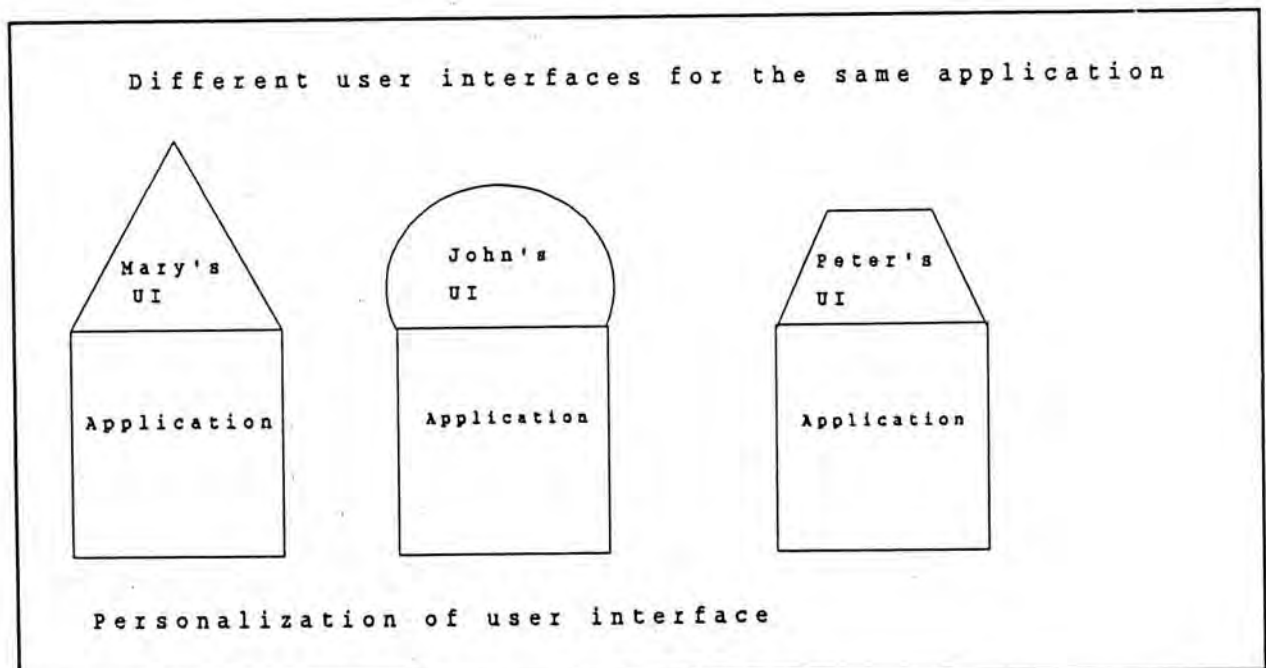 Different user interfaces for the same application
Mary's
UI
John's
UI
Peter's
UI
Application
Application
Application
Personalization of user interface